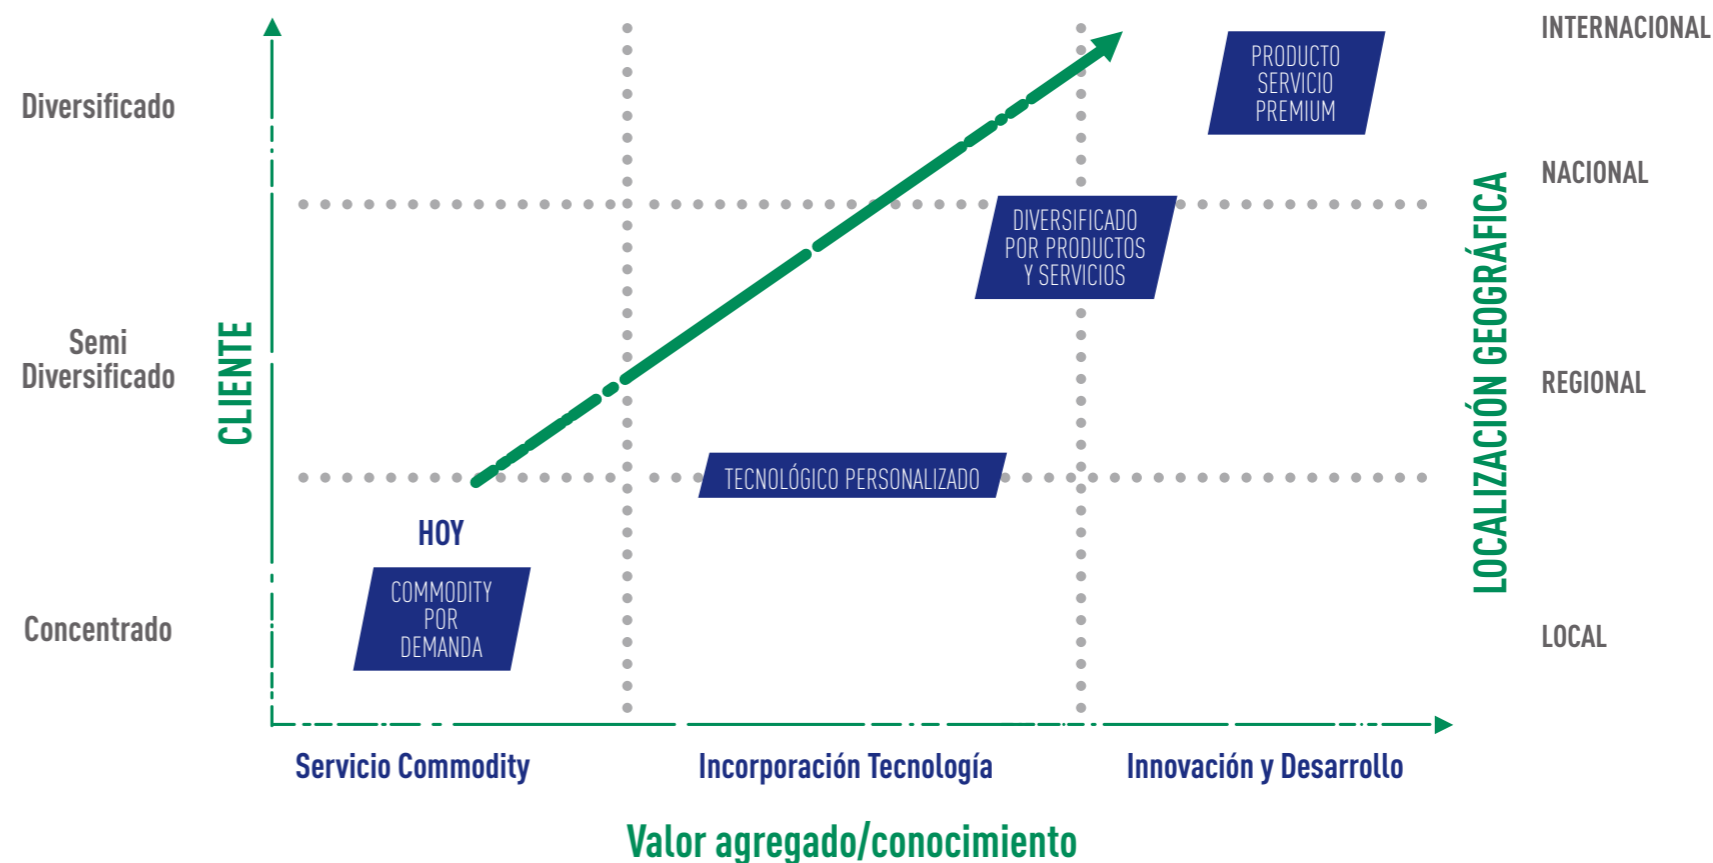 INTERNACIONAL
PRODUCTO
SERVICIO
PREMIUM
Diversificado
NACIONAL
DIVERSIFICADO
POR PRODUCTOS
Y SERVICIOS
LOCALIZACIÓN GEOGRÁFICA
CLIENTE
Semi
Diversificado
REGIONAL
TECNOLÓGICO PERSONALIZADO
HOY
COMMODITY
POR
DEMANDA
Concentrado
LOCAL
Servicio Commodity
Incorporación Tecnología
Innovación y Desarrollo
Valor agregado/conocimiento